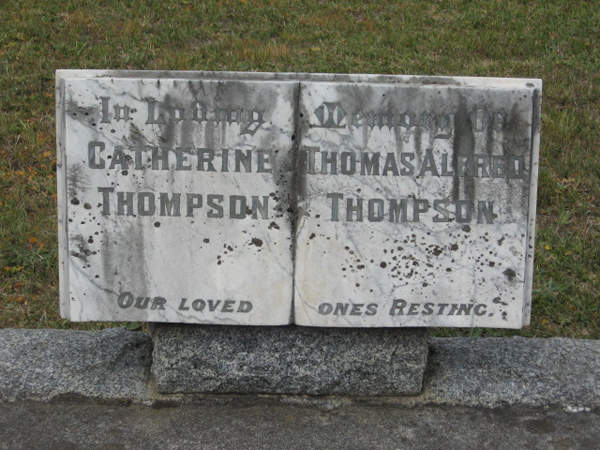 In Loving Memory Of
CATHERINE THOMAS ALFRED
THOMPSON THOMPSON
OUR LOVED ONES RESTING.